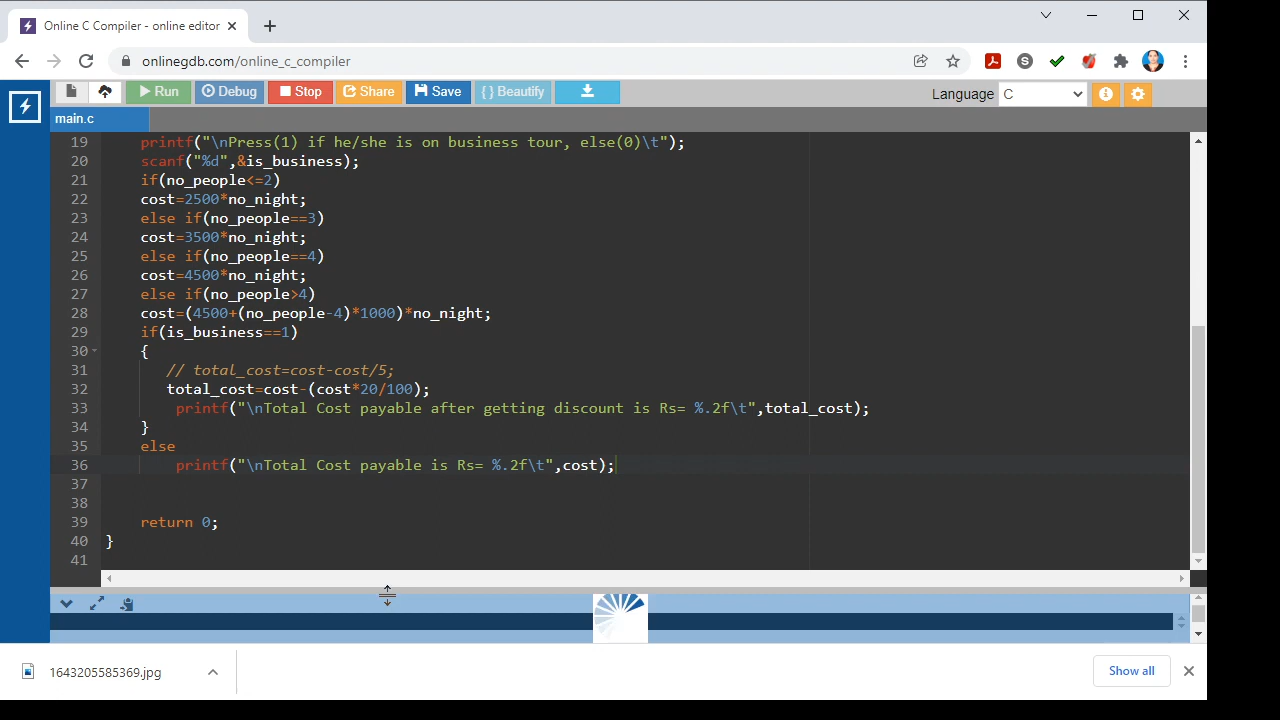 Online C Compiler - online editor
onlinegdb.com/online_c_compiler
Run Debug Stop Share Save { } Beautify Language C
main.c
19 printf("\nPress(1) if he/she is on business tour, else(0)\t");
20 scanf("%d",&is_business);
21 if(no_people<=2)
22 cost=2500*no_night;
23 else if(no_people==3)
24 cost=3500*no_night;
25 else if(no_people==4)
26 cost=4500*no_night;
27 else if(no_people>4)
28 cost=(4500+(no_people-4)*1000)*no_night;
29 if(is_business==1)
30 {
31 // total_cost=cost-cost/5;
32 total_cost=cost-(cost*20/100);
33 printf("\nTotal Cost payable after getting discount is Rs= %.2f\t",total_cost);
34 }
35 else
36 printf("\nTotal Cost payable is Rs= %.2f\t",cost);
37
38
39 return 0;
40 }
41
1643205585369.jpg Show all